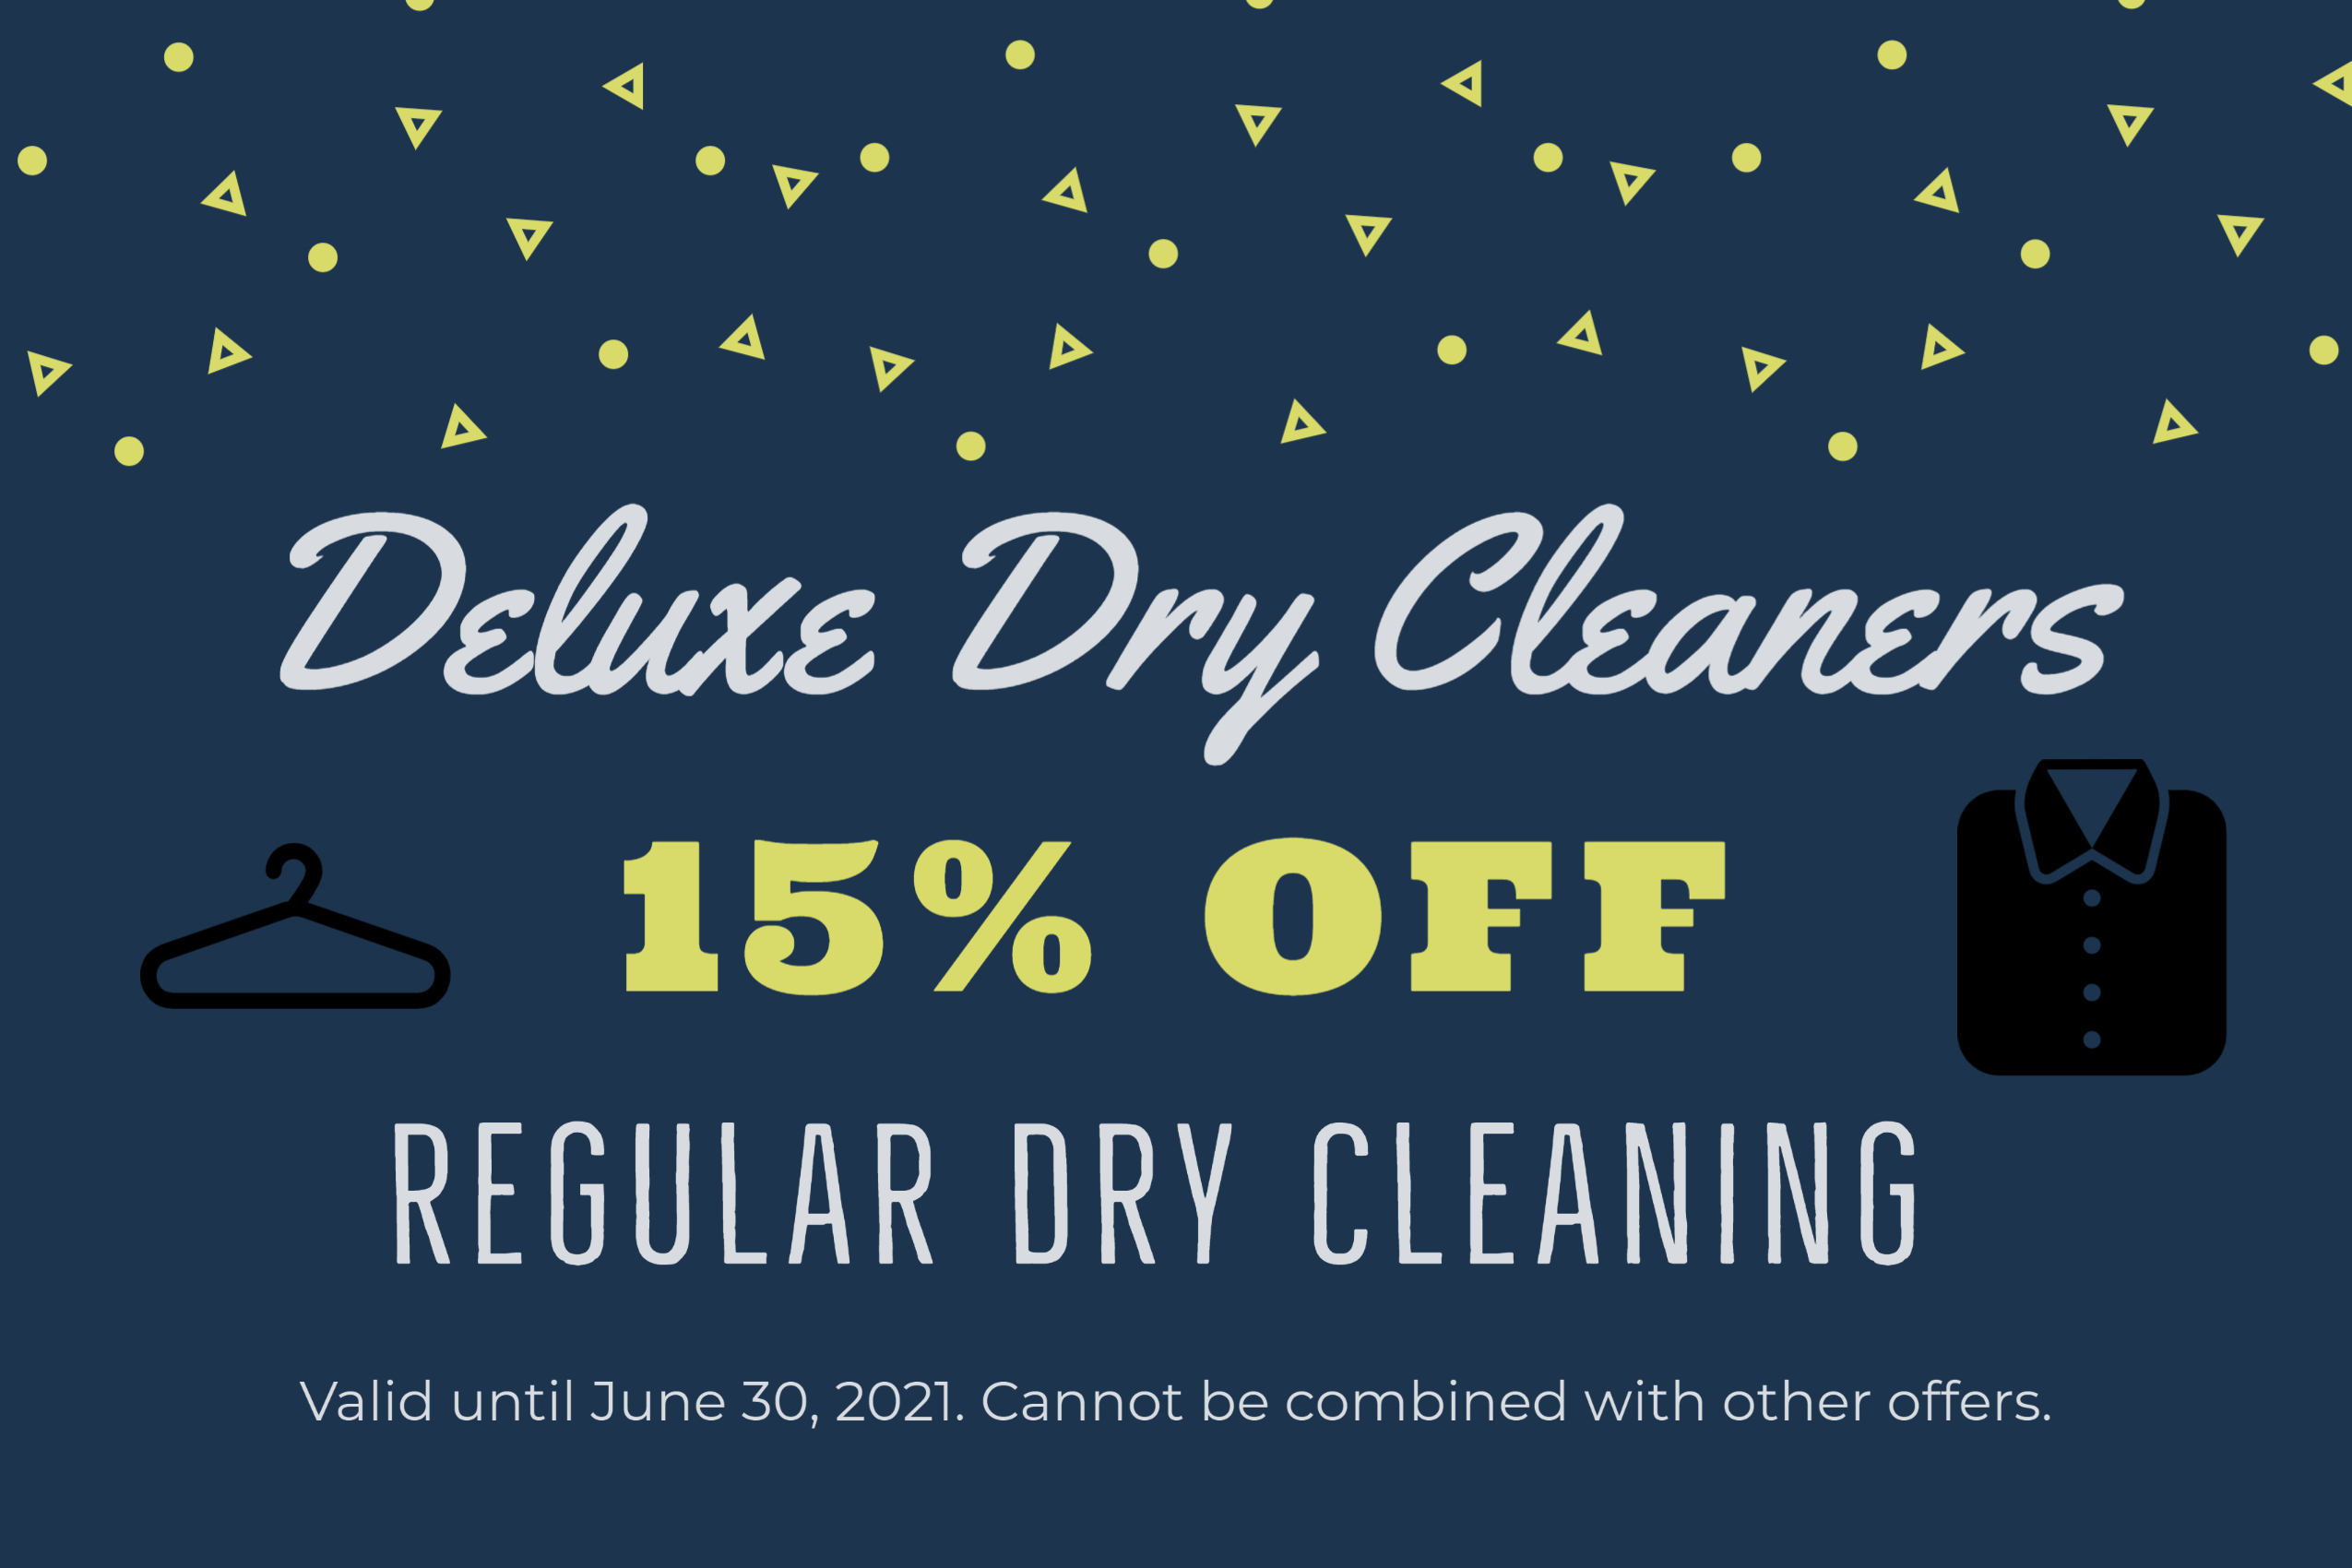 Deluxe Dry Cleaners
15% OFF
REGULAR DRY CLEANING
Valid until June 30, 2021. Cannot be combined with other offers.